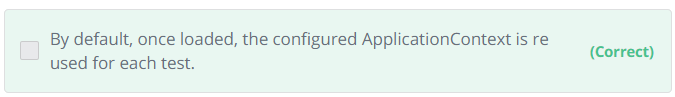 By default, once loaded, the configured ApplicationContext is re
used for each test.
(Correct)